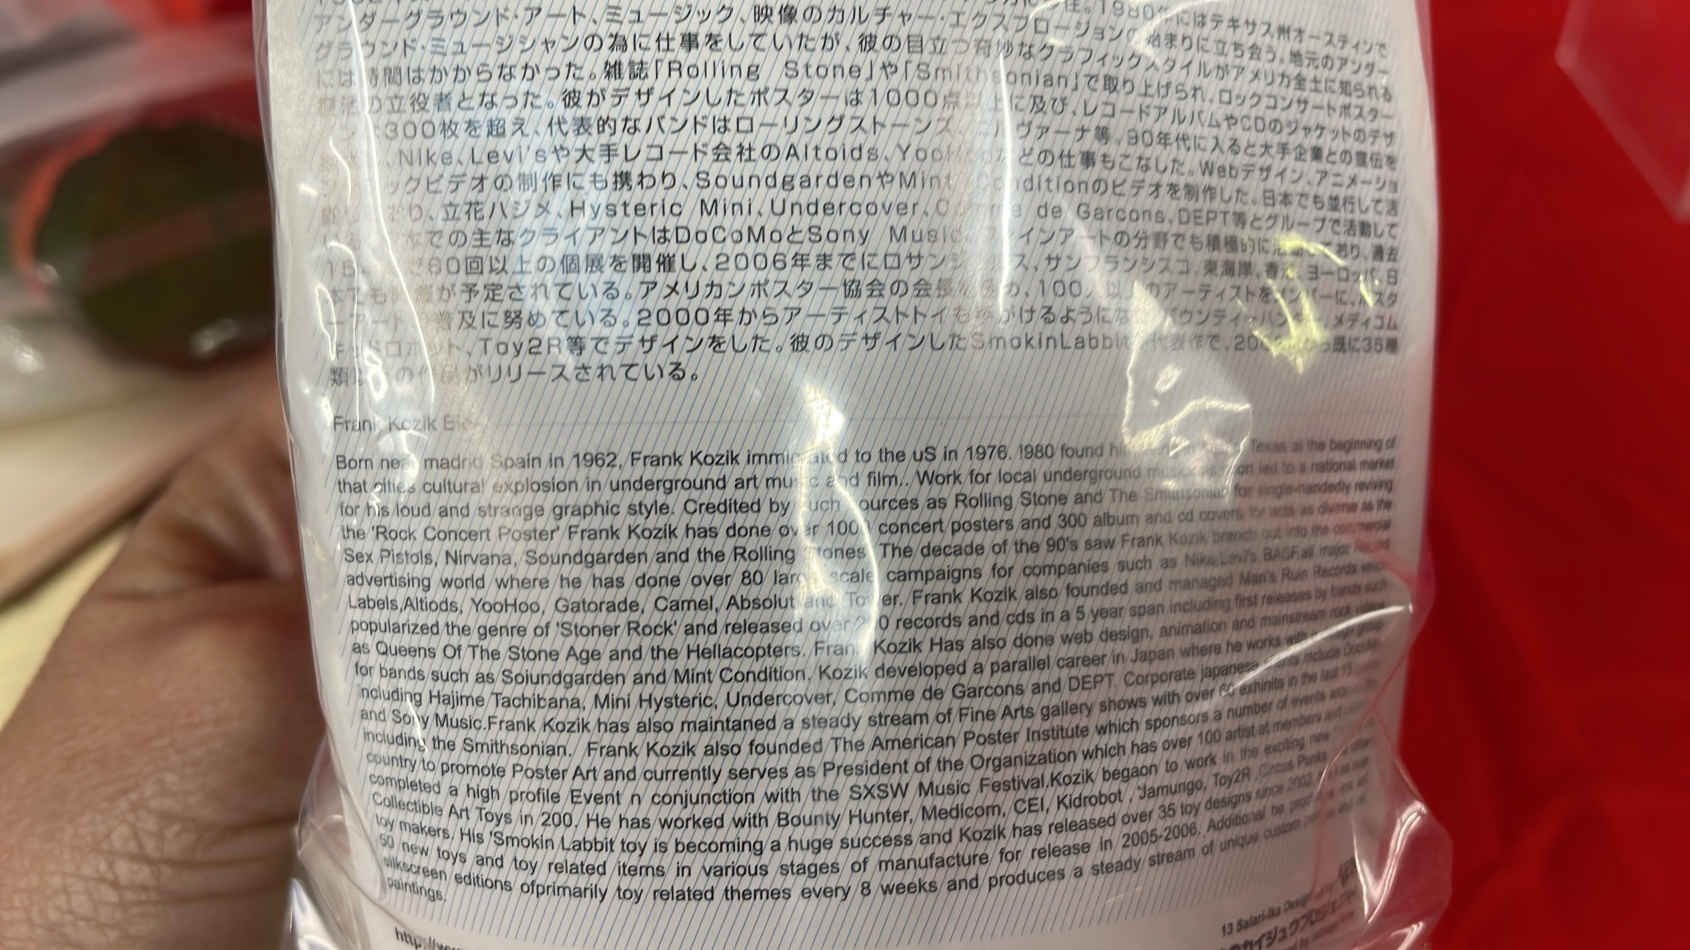 アンダーグラウンド・アート、ミュージック、映像のカルチャー・エクスプロージョンの始まりに立ち会う。地元のアンダー
グラウンド・ミュージシャンの為に仕事をしていたが、彼の目立つ奇妙なグラフィックスタイルがアメリカ全土に知られる
には時間はかからなかった。雑誌「Rolling Stone」や「Smithsonian」で取り上げられ、ロックコンサートポスター
の立役者となった。彼がデザインしたポスターは1000点以上に及び、レコードアルバムやCDのジャケットのデザ
300枚を超え、代表的なバンドはローリングストーンズ、ニルヴァーナ等。90年代に入ると大手企業との宣伝を
Nike、Levi'sや大手レコード会社のAltoids、などの仕事もこなした。Webデザイン、アニメーショ
ックビデオの制作にも携わり、SoundgardenやMint Conditionのビデオを制作した。日本でも並行して活
立花ハジメ、Hysteric Mini、Undercover、Comme de Garcons、DEPT等とグループで活動して
での主なクライアントはDoCoMoとSony Music。ファインアートの分野でも積極的に活動しており、過去
60回以上の個展を開催し、2006年までにロサンゼルス、サンフランシスコ、東海岸、香港、ヨーロッパ、日
が予定されている。アメリカンポスター協会の会長を務め、100人以上のアーティストをメンバーに、ポスタ
普及に努めている。2000年からアーティストトイも手がけるようになり、バウンティーハンター、メディコム
キッドロボット、Toy2R等でデザインをした。彼のデザインしたSmokinLabbitは代表作で、既に35種
類の作品がリリースされている。
Frank Kozik Bio
Born near madrid Spain in 1962, Frank Kozik immigrated to the uS in 1976. 1980 found Texas at the beginning of
that cities cultural explosion in underground art music and film.. Work for local underground led to a national market
for his loud and strange graphic style. Credited by such sources as Rolling Stone and The Smithsonian for single-handedly reviving
the 'Rock Concert Poster' Frank Kozik has done over 1000 concert posters and 300 album and cd covers for acts as diverse as the
Sex Pistols, Nirvana, Soundgarden and the Rolling Stones. The decade of the 90's saw Frank Kozik branch out into the commercial
advertising world where he has done over 80 large scale campaigns for companies such as Nike,Levi's, BASF,all major record
Labels,Altiods, YooHoo, Gatorade, Camel, Absolut and Tower. Frank Kozik also founded and managed Man's Ruin Records
popularized the genre of 'Stoner Rock' and released over records and cds in a 5 year span including first releases by bands such
as Queens Of The Stone Age and the Hellacopters. Frank Kozik Has also done web design, animation and mainstream rock
for bands such as Soiundgarden and Mint Condition. Kozik developed a parallel career in Japan where he works with
including Hajime Tachibana, Mini Hysteric, Undercover, Comme de Garcons and DEPT. Corporate japanese include
and Sony Music.Frank Kozik has also maintaned a steady stream of Fine Arts gallery shows with over 60 exhinits in the last 15
including the Smithsonian. Frank Kozik also founded The American Poster Institute which sponsors a number of events
country to promote Poster Art and currently serves as President of the Organization which has over 100 artist members
completed a high profile Event n conjunction with the SXSW Music Festival.Kozik begaon to work in the exciting new
Collectible Art Toys in 200. He has worked with Bounty Hunter, Medicom, CEI, Kidrobot , 'Jamungo, Toy2R ,Circus Punks
toy makers. His 'Smokin Labbit toy is becoming a huge success and Kozik has released over 35 toy designs since 2002
50 new toys and toy related items in various stages of manufacture for release in 2005-2006. Additional
silkscreen editions ofprimarily toy related themes every 8 weeks and produces a steady stream of unique custom
paintings.